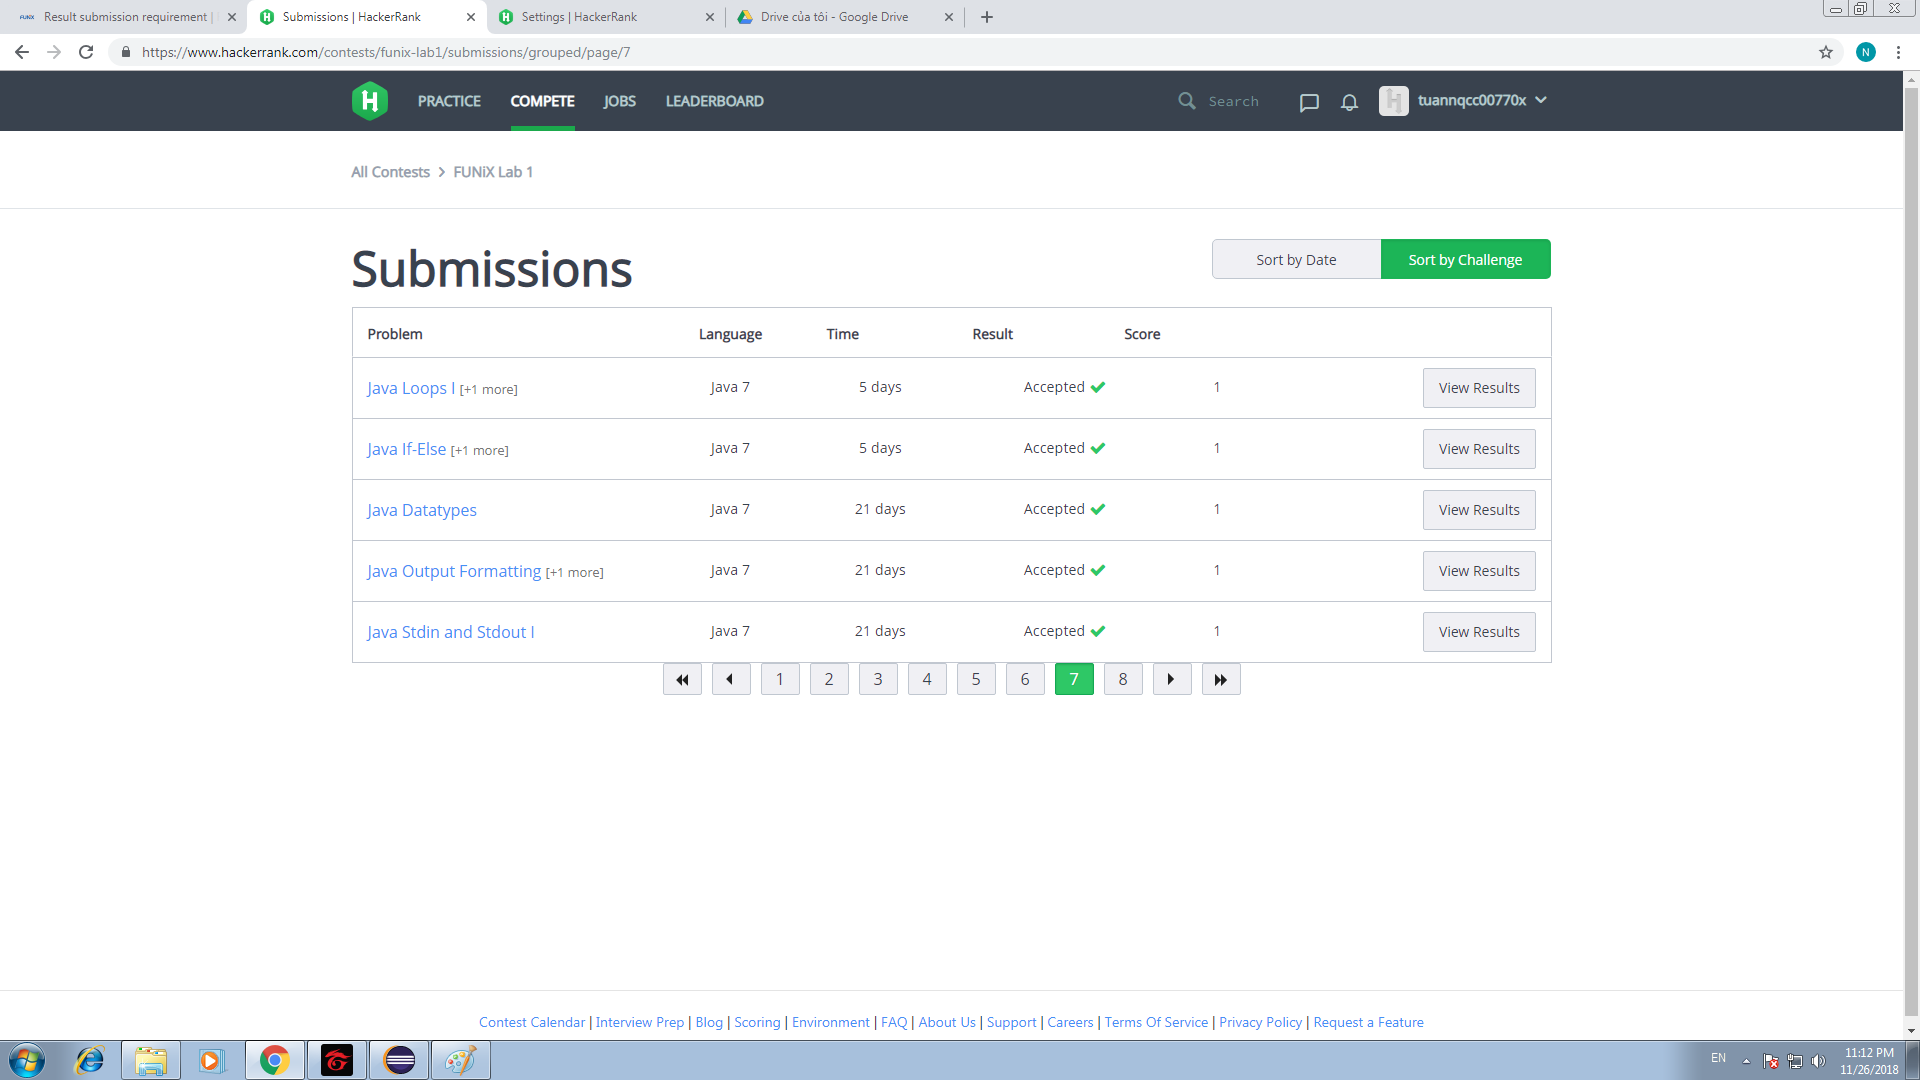 FUNiX Result submission requirement |
Submissions | HackerRank
Settings | HackerRank
Drive của tôi - Google Drive
https://www.hackerrank.com/contests/funix-lab1/submissions/grouped/page/7
N
H PRACTICE COMPETE JOBS LEADERBOARD Search H tuannqcc00770x
All Contests > FUNiX Lab 1
Submissions
Sort by Date Sort by Challenge
Problem Language Time Result Score
Java Loops I [+1 more] Java 7 5 days Accepted 1 View Results
Java If-Else [+1 more] Java 7 5 days Accepted 1 View Results
Java Datatypes Java 7 21 days Accepted 1 View Results
Java Output Formatting [+1 more] Java 7 21 days Accepted 1 View Results
Java Stdin and Stdout I Java 7 21 days Accepted 1 View Results
1 2 3 4 5 6 7 8
Contest Calendar | Interview Prep | Blog | Scoring | Environment | FAQ | About Us | Support | Careers | Terms Of Service | Privacy Policy | Request a Feature
EN
11:12 PM
11/26/2018